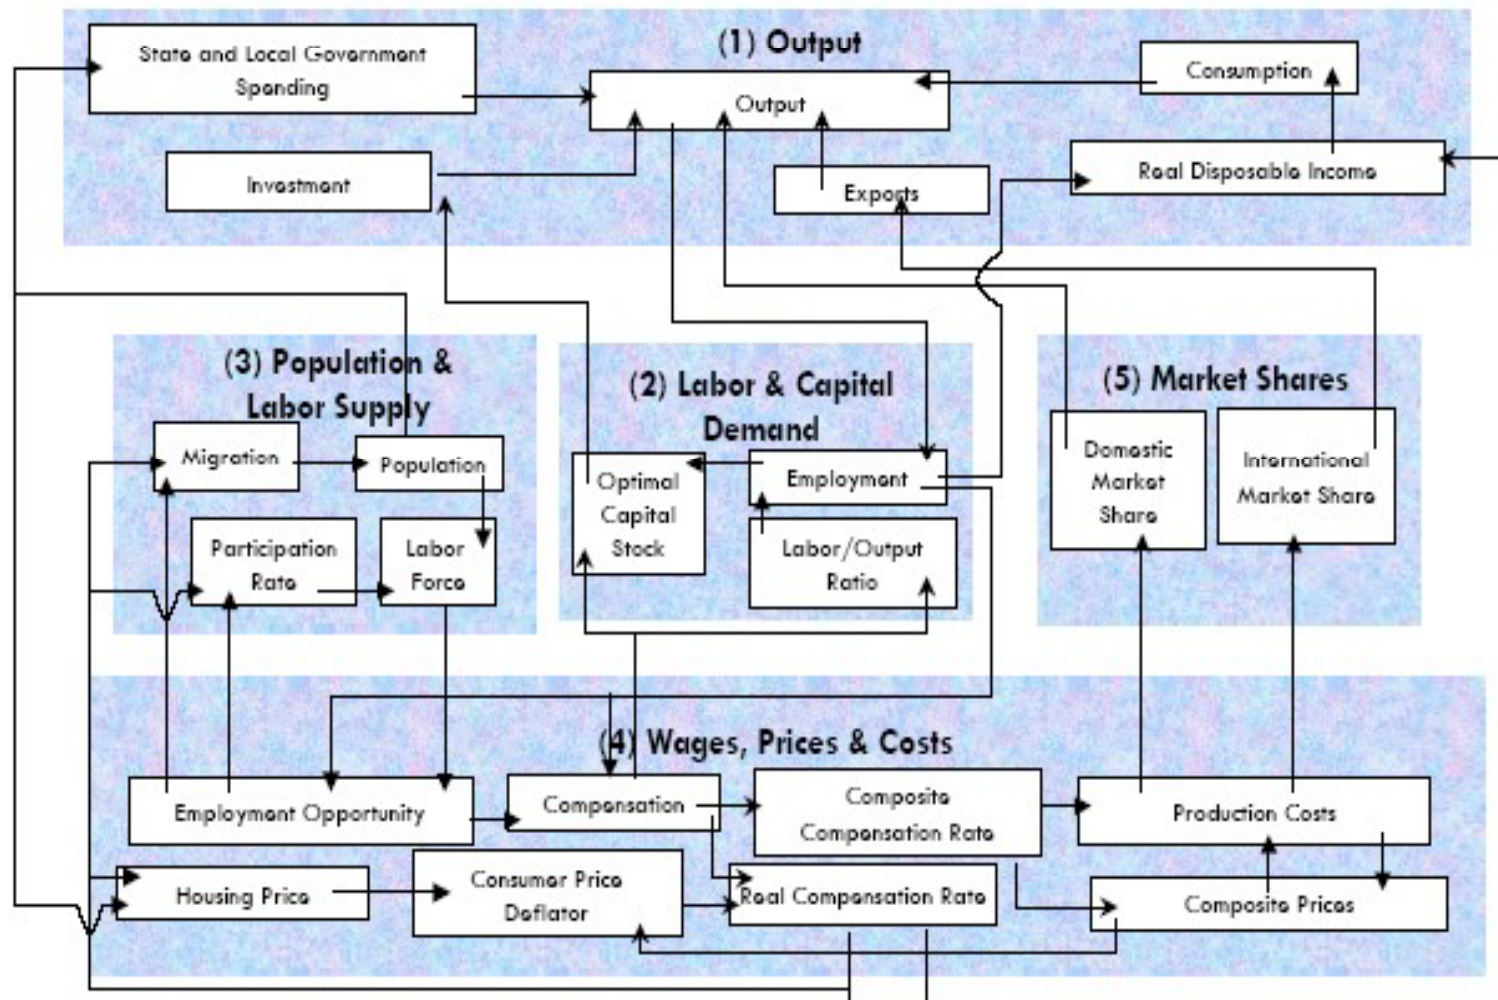 (1) Output
State and Local Government
Spending
Output
Consumption
Investment
Exports
Real Disposable Income
(3) Population &
Labor Supply
Migration
Population
Participation
Rate
Labor
Force
(2) Labor & Capital
Demand
Optimal
Capital
Stock
Employment
Labor/Output
Ratio
(5) Market Shares
Domestic
Market
Share
International
Market Share
(4) Wages, Prices & Costs
Employment Opportunity
Compensation
Composite
Compensation Rate
Production Costs
Housing Price
Consumer Price
Deflator
Real Compensation Rate
Composite Prices